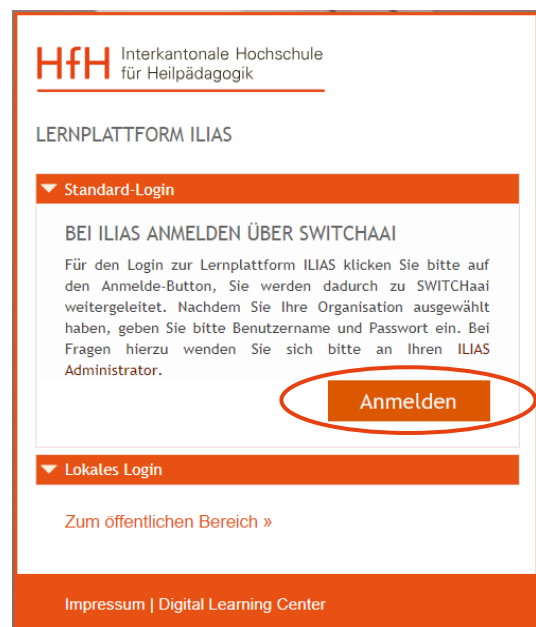 HfH Interkantonale Hochschule
für Heilpädagogik
LERNPLATTFORM ILIAS
Standard-Login
BEI ILIAS ANMELDEN ÜBER SWITCHAAI
Für den Login zur Lernplattform ILIAS klicken Sie bitte auf
den Anmelde-Button, Sie werden dadurch zu SWITCHaai
weitergeleitet. Nachdem Sie Ihre Organisation ausgewählt
haben, geben Sie bitte Benutzername und Passwort ein. Bei
Fragen hierzu wenden Sie sich bitte an Ihren ILIAS
Administrator.
Anmelden
Lokales Login
Zum öffentlichen Bereich »
Impressum | Digital Learning Center